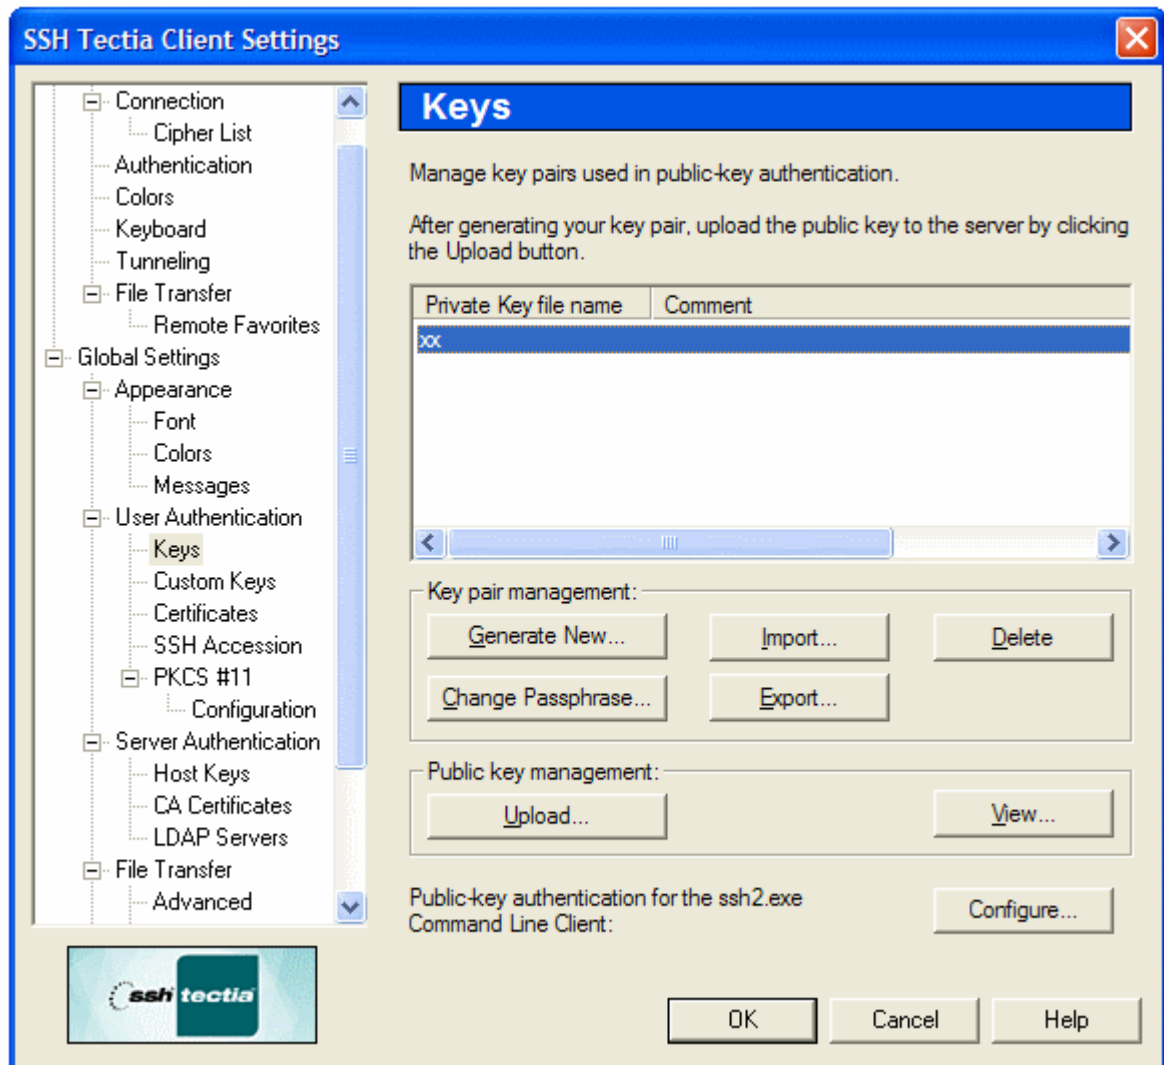 SSH Tectia Client Settings
Connection
Cipher List
Authentication
Colors
Keyboard
Tunneling
File Transfer
Remote Favorites
Global Settings
Appearance
Font
Colors
Messages
User Authentication
Keys
Custom Keys
Certificates
SSH Accession
PKCS #11
Configuration
Server Authentication
Host Keys
CA Certificates
LDAP Servers
File Transfer
Advanced
ssh tectia
Keys
Manage key pairs used in public-key authentication.
After generating your key pair, upload the public key to the server by clicking
the Upload button.
Private Key file name Comment
xx
Key pair management:
Generate New... Import... Delete
Change Passphrase... Export...
Public key management:
Upload... View...
Public-key authentication for the ssh2.exe
Command Line Client:
Configure...
OK Cancel Help